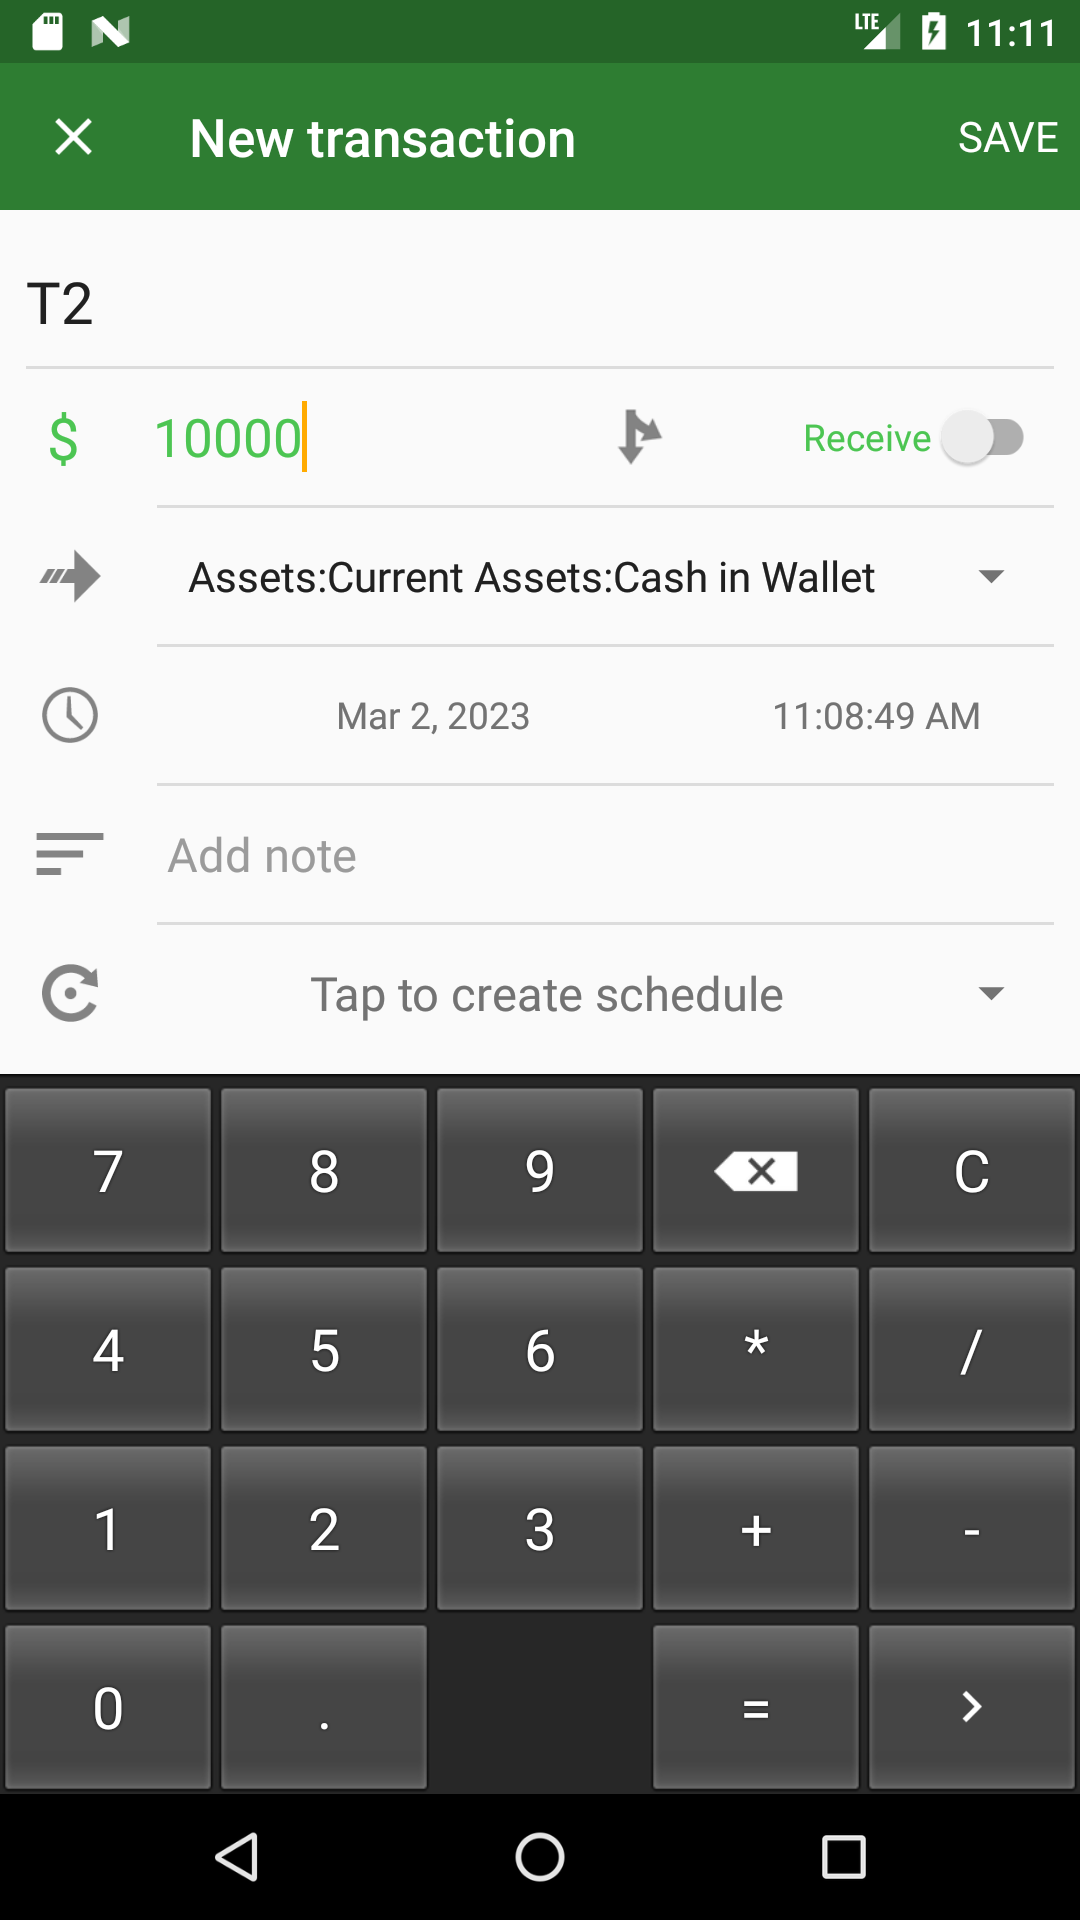 LTE 11:11
New transaction SAVE
T2
$ 10000 Receive
Assets:Current Assets:Cash in Wallet
Mar 2, 2023 11:08:49 AM
Add note
Tap to create schedule
7 8 9 C
4 5 6 * /
1 2 3 + -
0 . = >